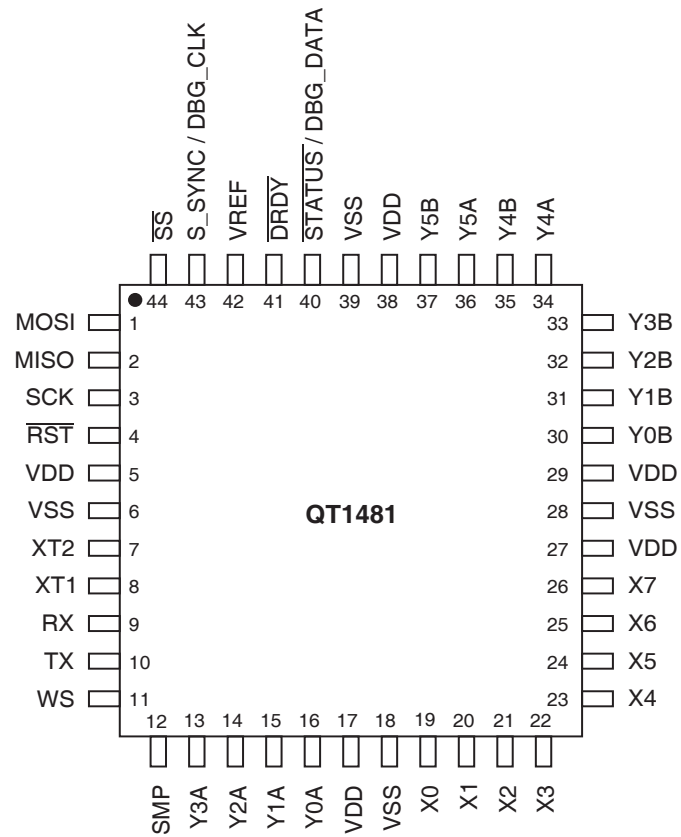 S̅S̅
S_SYNC / DBG_CLK
VREF
D̅R̅D̅Y̅
S̅T̅A̅T̅U̅S̅ / DBG_DATA
VSS
VDD
Y5B
Y5A
Y4B
Y4A
44 43 42 41 40 39 38 37 36 35 34
MOSI 1
MISO 2
SCK 3
R̅S̅T̅ 4
VDD 5
VSS 6
XT2 7
XT1 8
RX 9
TX 10
WS 11
QT1481
33 Y3B
32 Y2B
31 Y1B
30 Y0B
29 VDD
28 VSS
27 VDD
26 X7
25 X6
24 X5
23 X4
12 13 14 15 16 17 18 19 20 21 22
SMP
Y3A
Y2A
Y1A
Y0A
VDD
VSS
X0
X1
X2
X3